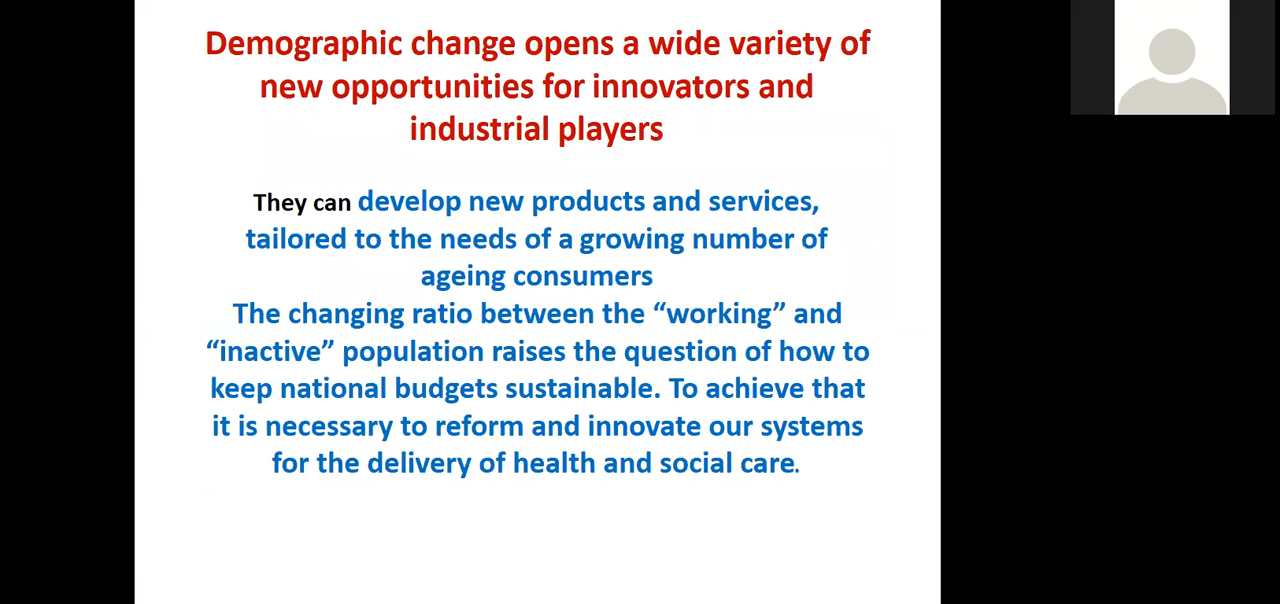 Demographic change opens a wide variety of
new opportunities for innovators and
industrial players
They can develop new products and services,
tailored to the needs of a growing number of
ageing consumers
The changing ratio between the “working” and
“inactive” population raises the question of how to
keep national budgets sustainable. To achieve that
it is necessary to reform and innovate our systems
for the delivery of health and social care.